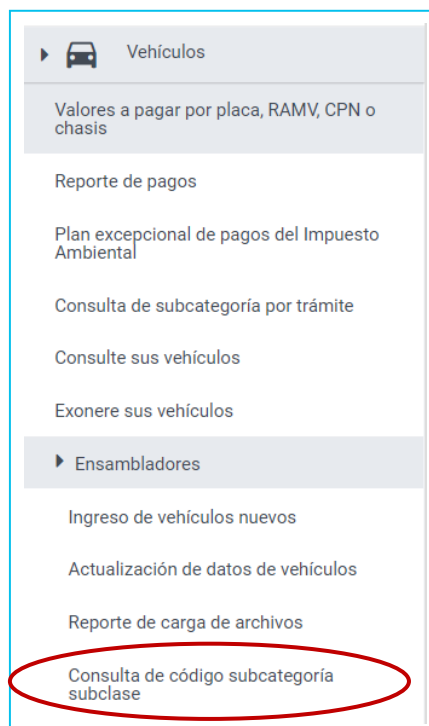 Vehículos
Valores a pagar por placa, RAMV, CPN o
chasis
Reporte de pagos
Plan excepcional de pagos del Impuesto
Ambiental
Consulta de subcategoría por trámite
Consulte sus vehículos
Exonere sus vehículos
Ensambladores
Ingreso de vehículos nuevos
Actualización de datos de vehículos
Reporte de carga de archivos
Consulta de código subcategoría
subclase